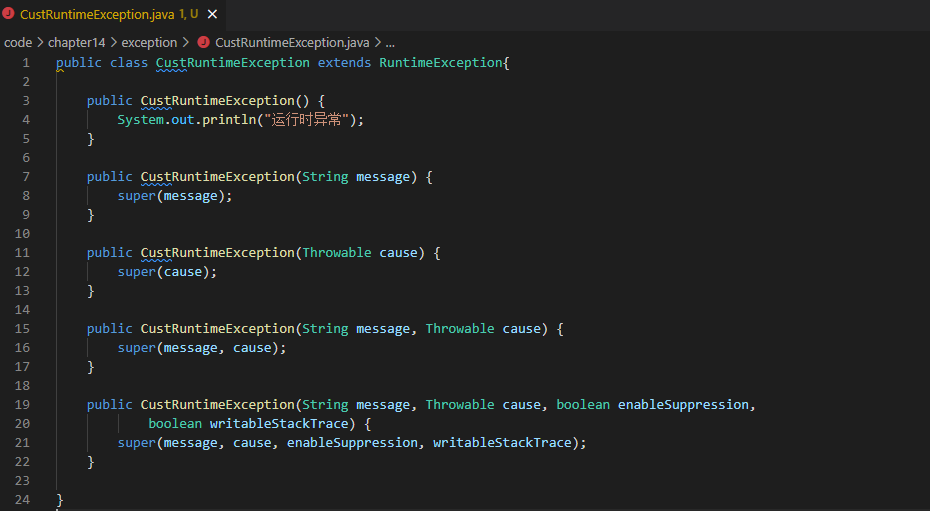 CustRuntimeException.java 1, U
code > chapter14 > exception > CustRuntimeException.java > ...
1 public class CustRuntimeException extends RuntimeException{
2
3 public CustRuntimeException() {
4 System.out.println("运行时异常");
5 }
6
7 public CustRuntimeException(String message) {
8 super(message);
9 }
10
11 public CustRuntimeException(Throwable cause) {
12 super(cause);
13 }
14
15 public CustRuntimeException(String message, Throwable cause) {
16 super(message, cause);
17 }
18
19 public CustRuntimeException(String message, Throwable cause, boolean enableSuppression,
20 boolean writableStackTrace) {
21 super(message, cause, enableSuppression, writableStackTrace);
22 }
23
24 }